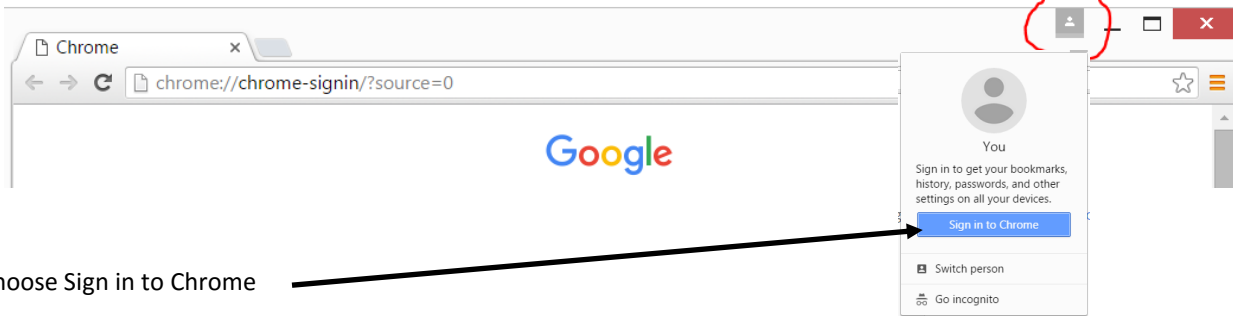 Chrome
chrome://chrome-signin/?source=0
Google
You
Sign in to get your bookmarks,
history, passwords, and other
settings on all your devices.
Sign in to Chrome
hoose Sign in to Chrome
Switch person
Go incognito